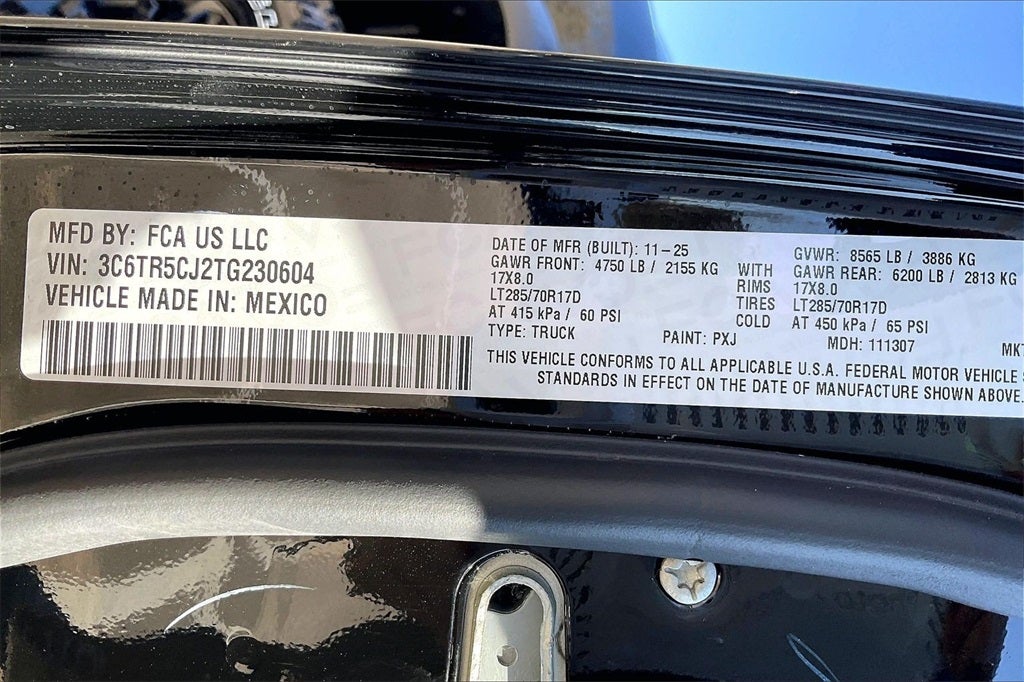 MFD BY: FCA US LLC
VIN: 3C6TR5CJ2TG230604
VEHICLE MADE IN: MEXICO
DATE OF MFR (BUILT): 11-25
GAWR FRONT: 4750 LB / 2155 KG
17X8.0
LT285/70R17D
AT 415 kPa / 60 PSI
TYPE: TRUCK
WITH
RIMS
TIRES
COLD
GVWR: 8565 LB / 3886 KG
GAWR REAR: 6200 LB / 2813 KG
17X8.0
LT285/70R17D
AT 450 kPa / 65 PSI
PAINT: PXJ
MDH: 111307
MKT
THIS VEHICLE CONFORMS TO ALL APPLICABLE U.S.A. FEDERAL MOTOR VEHICLE S
STANDARDS IN EFFECT ON THE DATE OF MANUFACTURE SHOWN ABOVE.